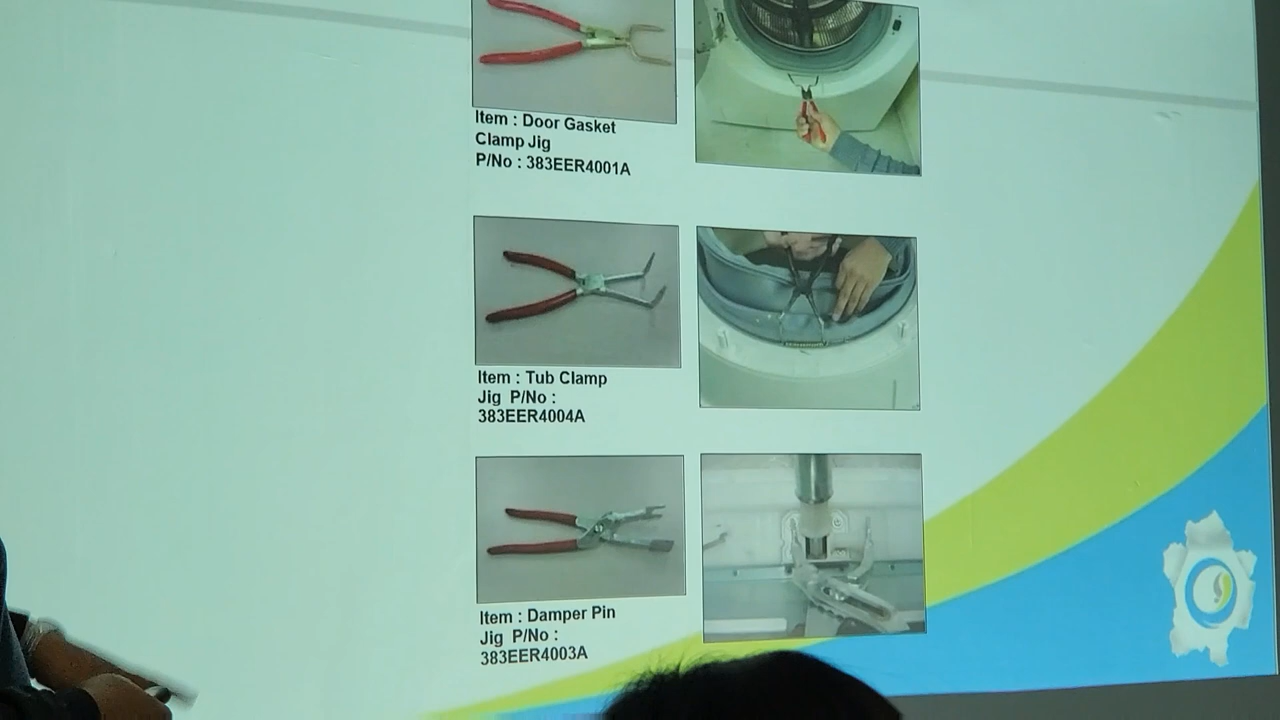 Item : Door Gasket
Clamp Jig
P/No : 383EER4001A
Item : Tub Clamp
Jig P/No :
383EER4004A
Item : Damper Pin
Jig P/No :
383EER4003A